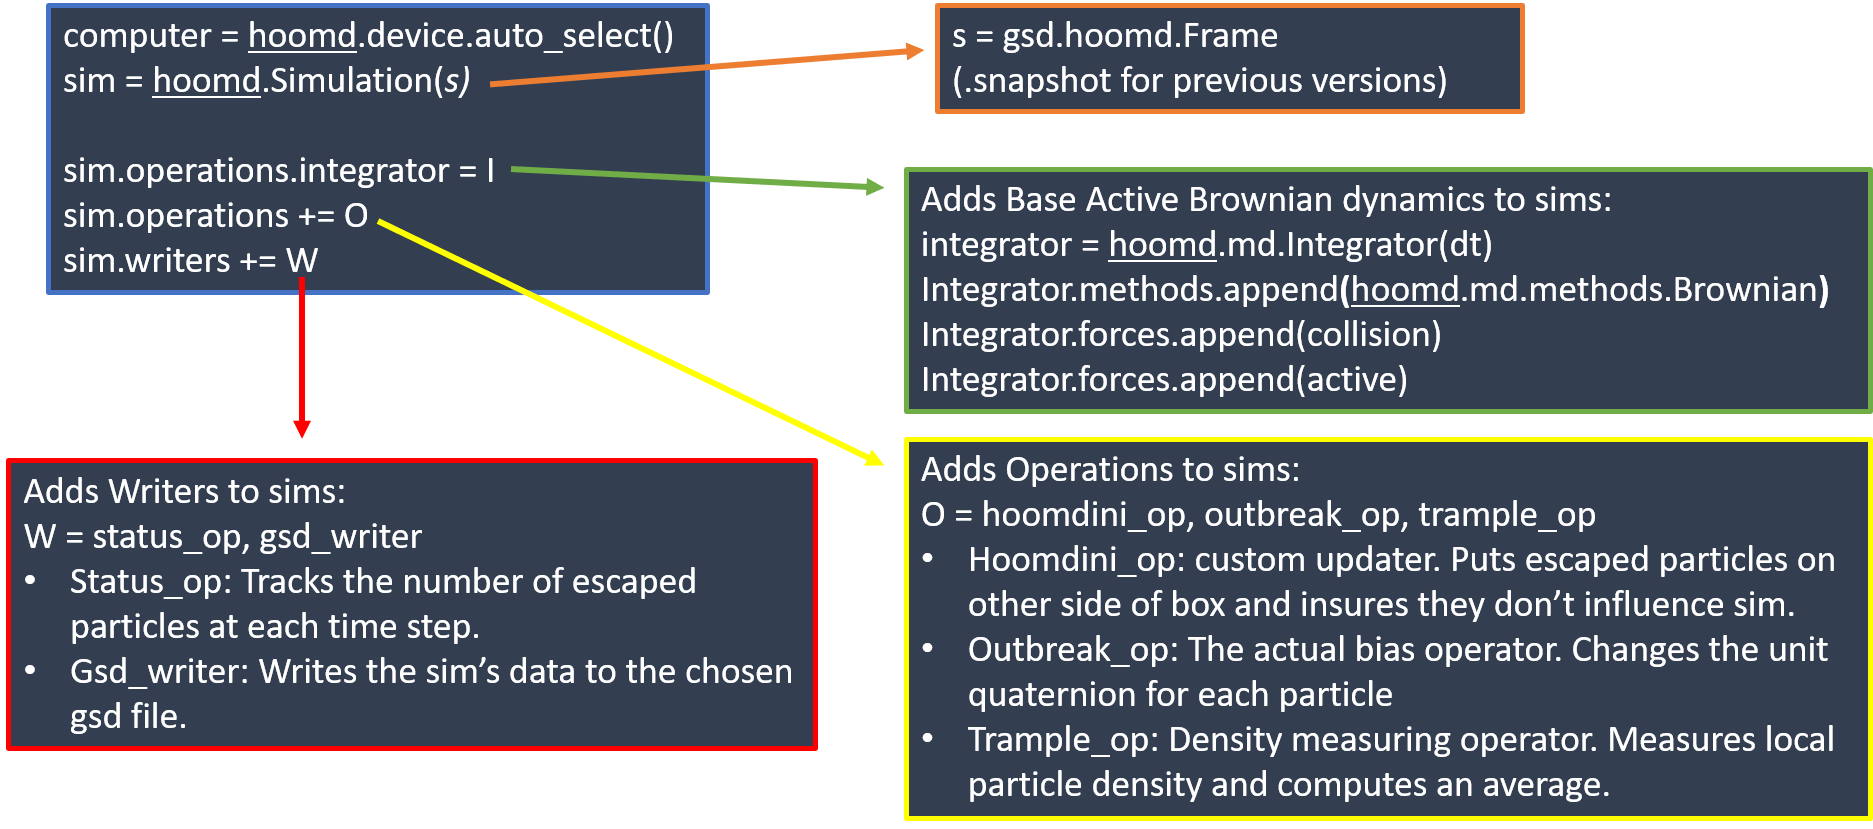 computer = hoomd.device.auto_select()
sim = hoomd.Simulation(s)
sim.operations.integrator = I
sim.operations += O
sim.writers += W
s = gsd.hoomd.Frame
(.snapshot for previous versions)
Adds Base Active Brownian dynamics to sims:
integrator = hoomd.md.Integrator(dt)
Integrator.methods.append(hoomd.md.methods.Brownian)
Integrator.forces.append(collision)
Integrator.forces.append(active)
Adds Writers to sims:
W = status_op, gsd_writer
• Status_op: Tracks the number of escaped
particles at each time step.
• Gsd_writer: Writes the sim’s data to the chosen
gsd file.
Adds Operations to sims:
O = hoomdini_op, outbreak_op, trample_op
• Hoomdini_op: custom updater. Puts escaped particles on
other side of box and insures they don’t influence sim.
• Outbreak_op: The actual bias operator. Changes the unit
quaternion for each particle
• Trample_op: Density measuring operator. Measures local
particle density and computes an average.